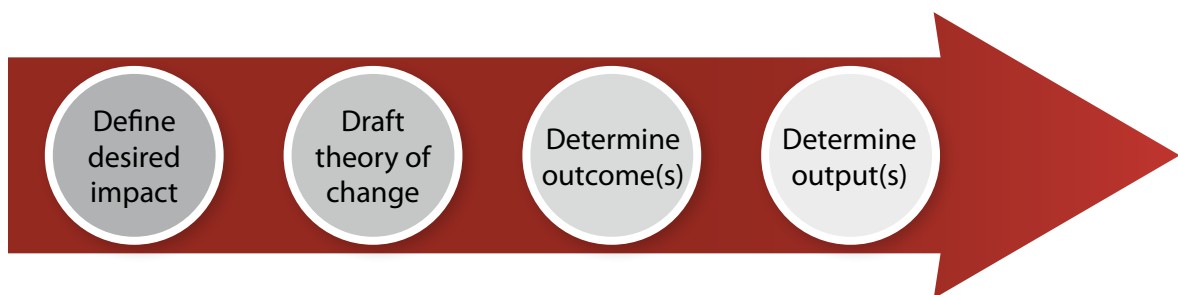 Define
desired
impact
Draft
theory of
change
Determine
outcome(s)
Determine
output(s)